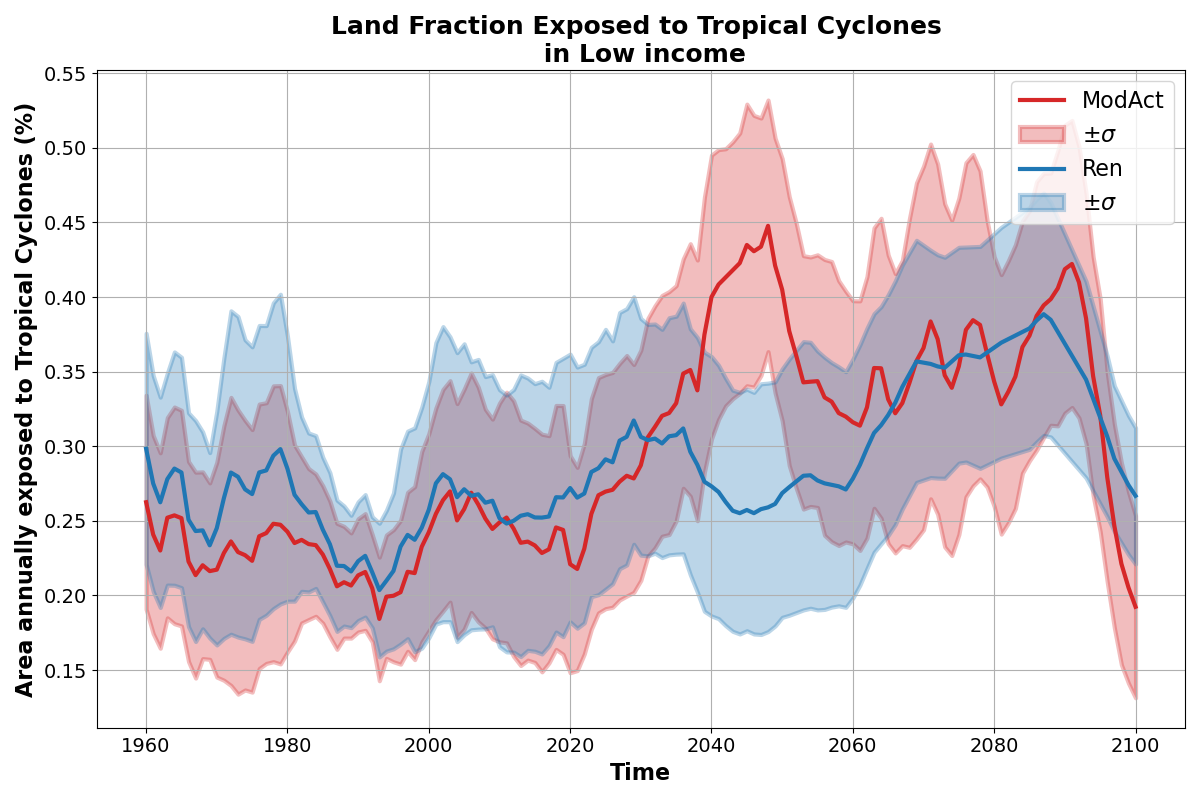 Land Fraction Exposed to Tropical Cyclones
in Low income
Area annually exposed to Tropical Cyclones (%)
0.55
0.50
0.45
0.40
0.35
0.30
0.25
0.20
0.15
ModAct
±σ
Ren
±σ
1960
1980
2000
2020
2040
2060
2080
2100
Time